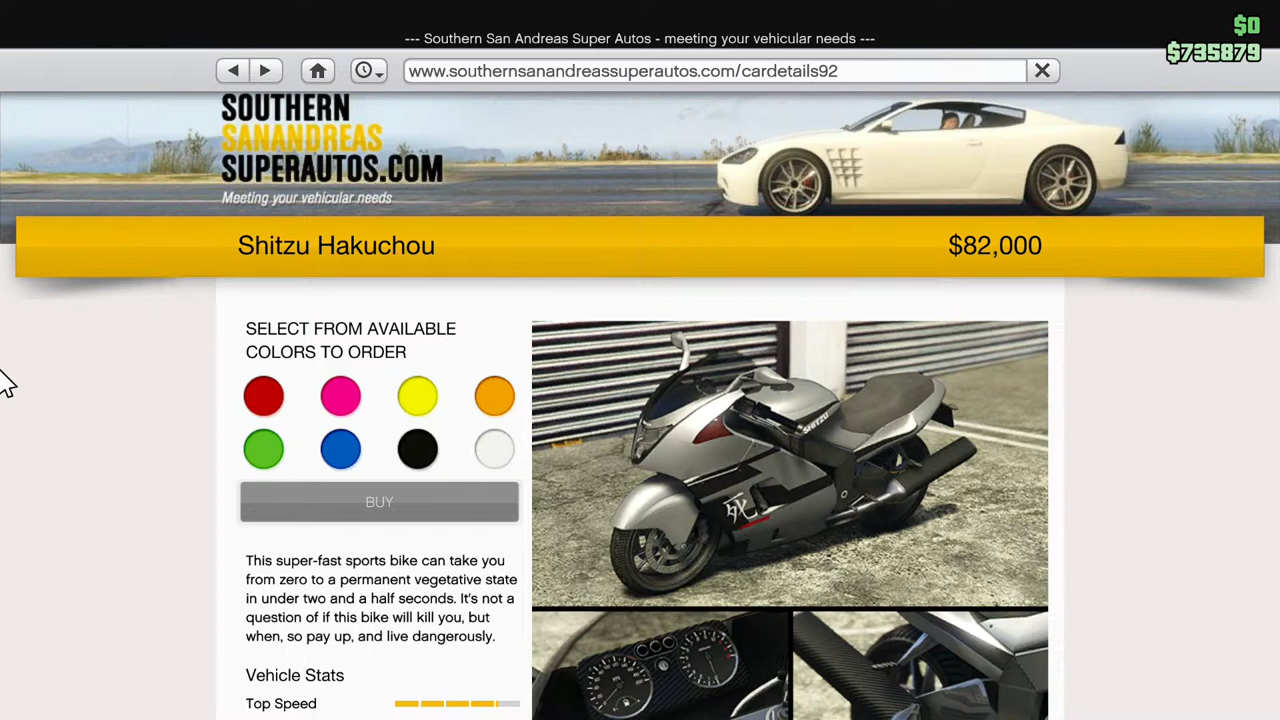 $0
--- Southern San Andreas Super Autos - meeting your vehicular needs ---
$735879
www.southernsanandreassuperautos.com/cardetails92
SOUTHERN
SANANDREAS
SUPERAUTOS.COM
Meeting your vehicular needs
Shitzu Hakuchou $82,000
SELECT FROM AVAILABLE
COLORS TO ORDER
BUY
This super-fast sports bike can take you
from zero to a permanent vegetative state
in under two and a half seconds. It's not a
question of if this bike will kill you, but
when, so pay up, and live dangerously.
Vehicle Stats
Top Speed
SHITZU